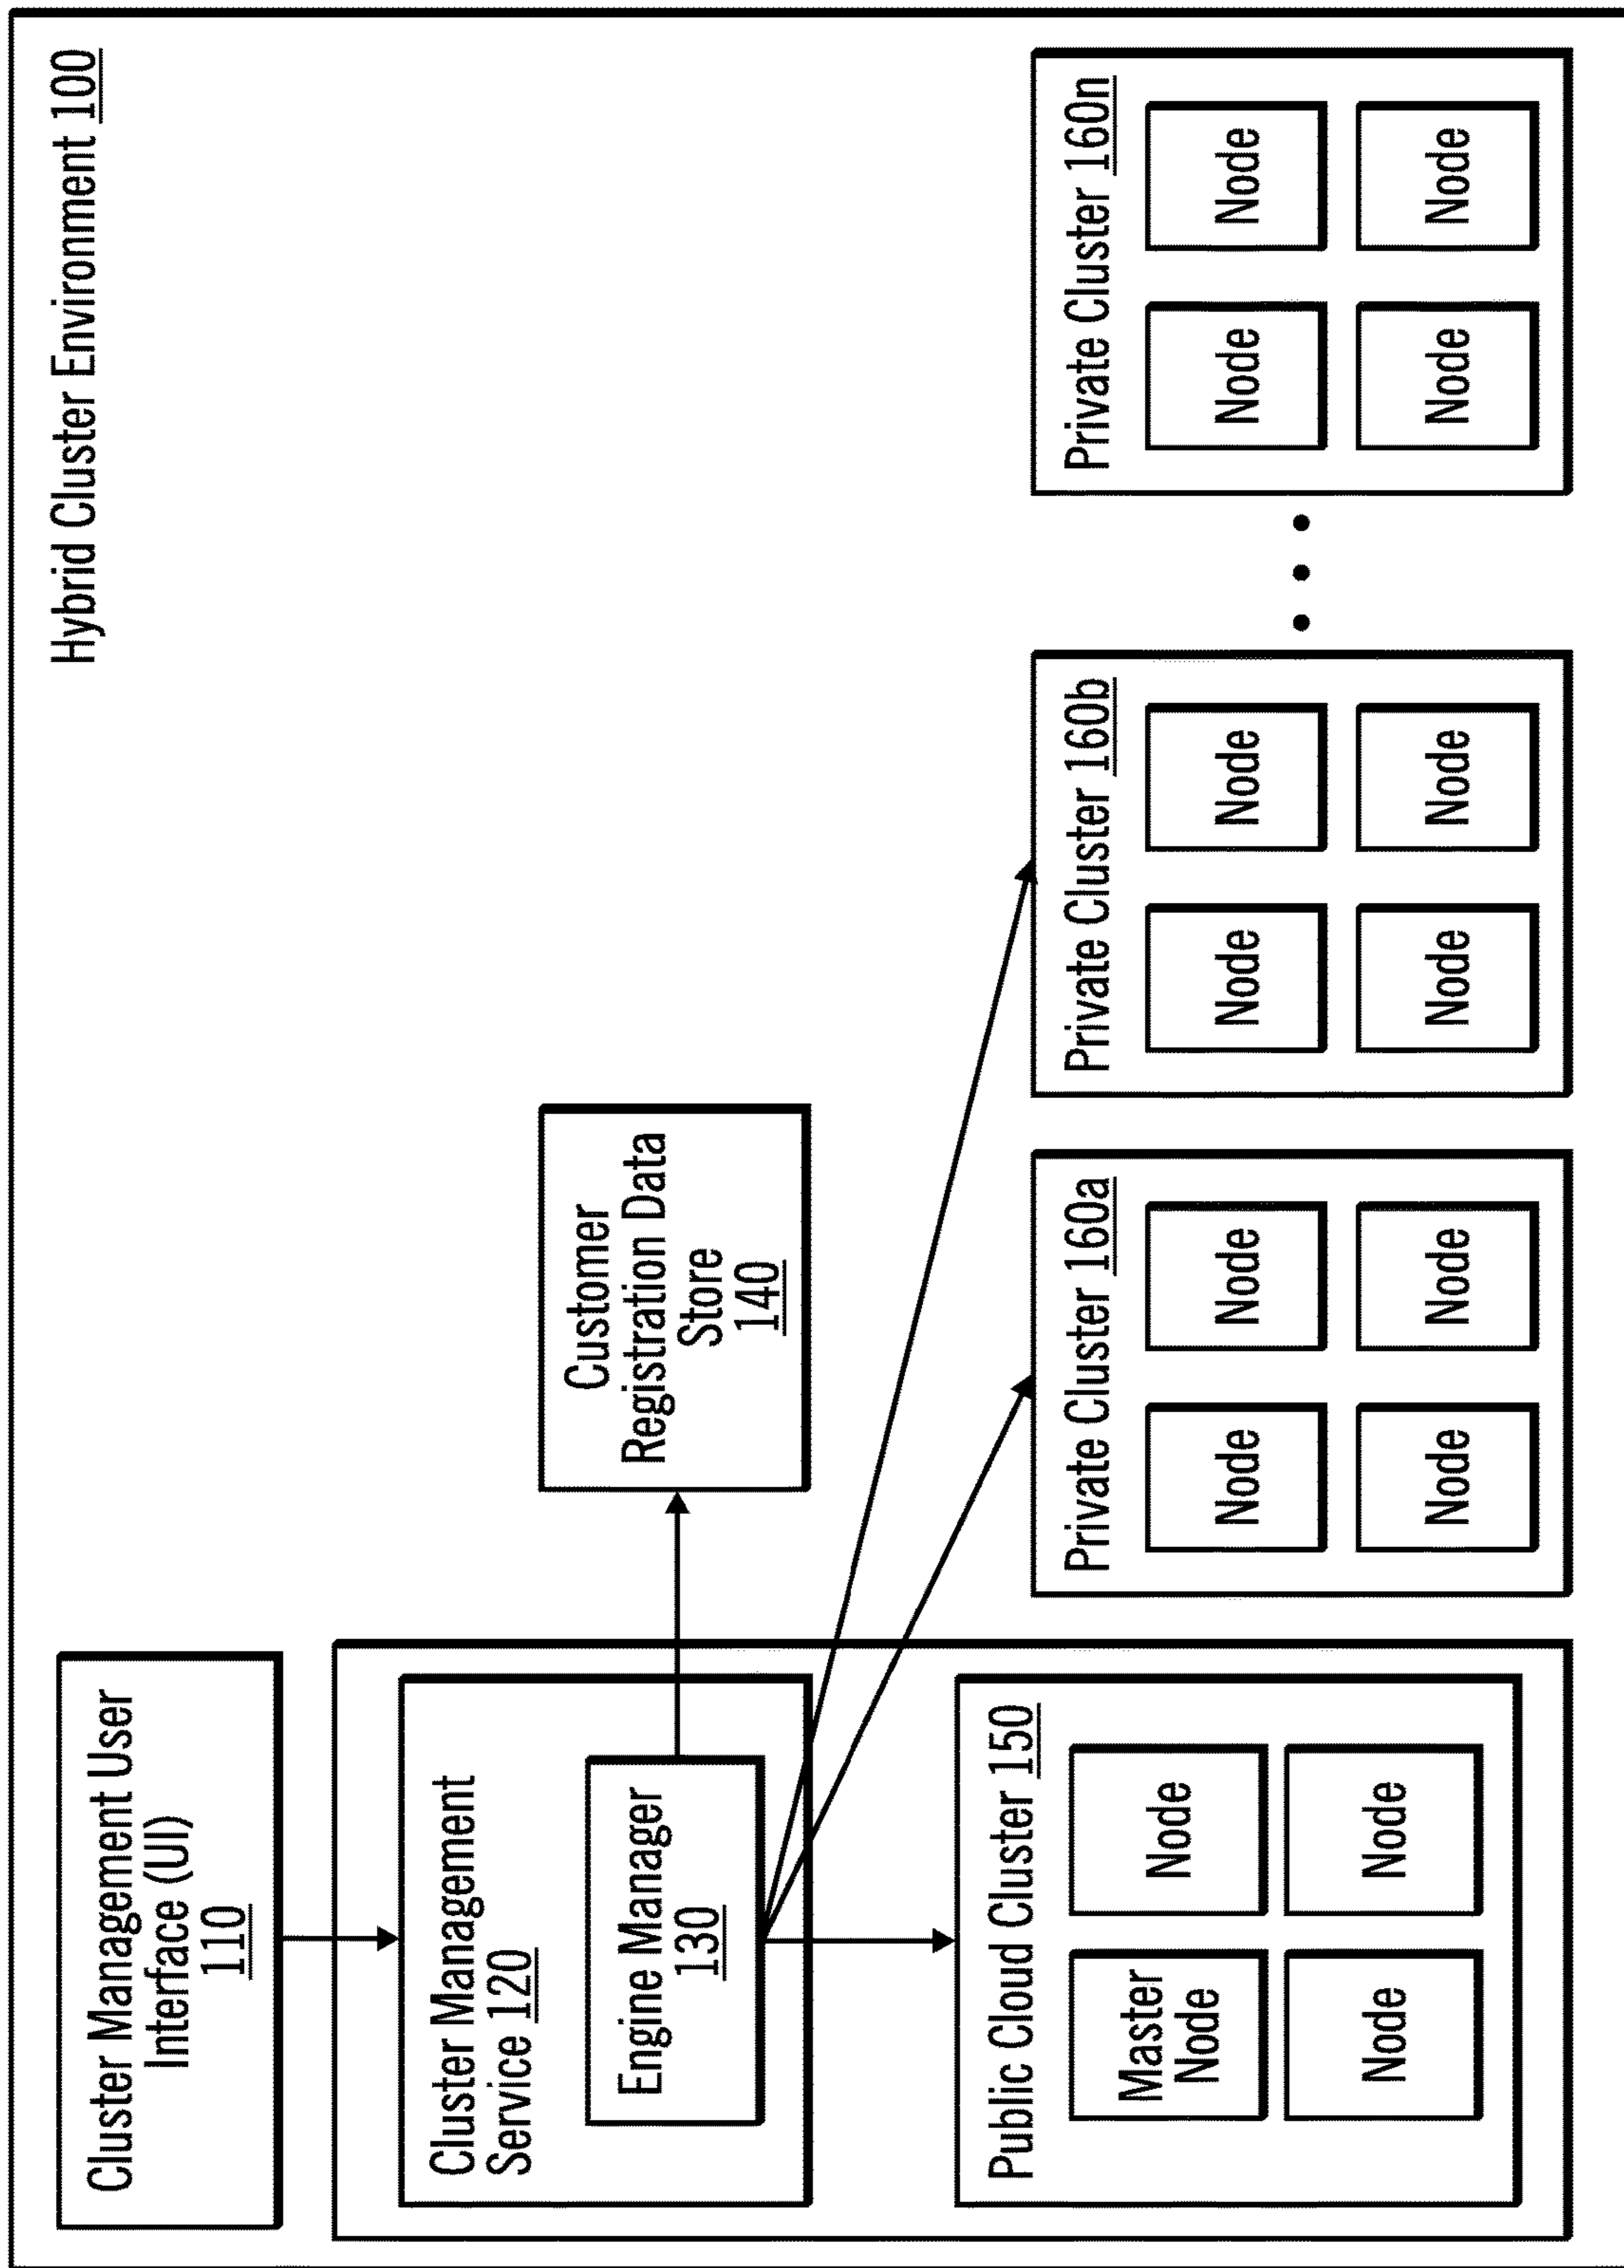 Hybrid Cluster Environment 100
Cluster Management User
Interface (UI)
110
Cluster Management
Service 120
Engine Manager
130
Customer
Registration Data
Store
140
Public Cloud Cluster 150
Master
Node
Node
Node
Node
Private Cluster 160a
Node
Node
Node
Node
Private Cluster 160b
Node
Node
Node
Node
Private Cluster 160n
Node
Node
Node
Node